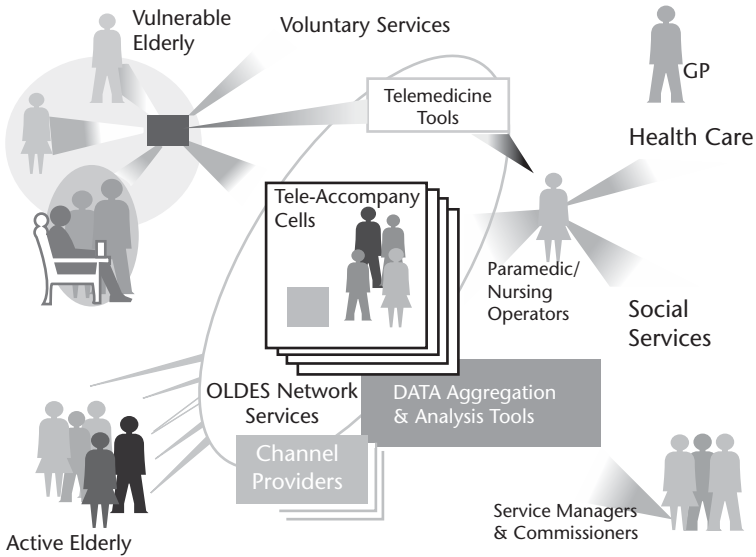 Vulnerable
Elderly
Voluntary Services
GP
Telemedicine
Tools
Health Care
Tele-Accompany
Cells
Paramedic/
Nursing
Operators
Social
Services
OLDES Network
Services
DATA Aggregation
& Analysis Tools
Channel
Providers
Active Elderly
Service Managers
& Commissioners